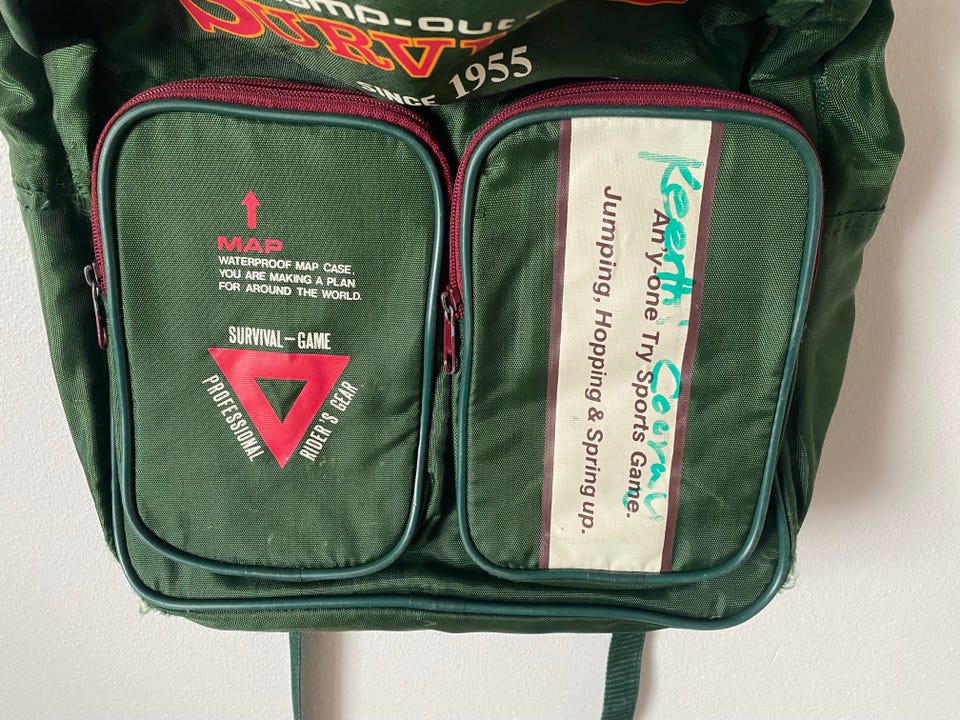 SINCE 1955
MAP
WATERPROOF MAP CASE.
YOU ARE MAKING A PLAN
FOR AROUND THE WORLD.
SURVIVAL-GAME
PROFESSIONAL
RIDER'S GEAR
An'y-one Try Sports Game.
Jumping, Hopping & Spring up.